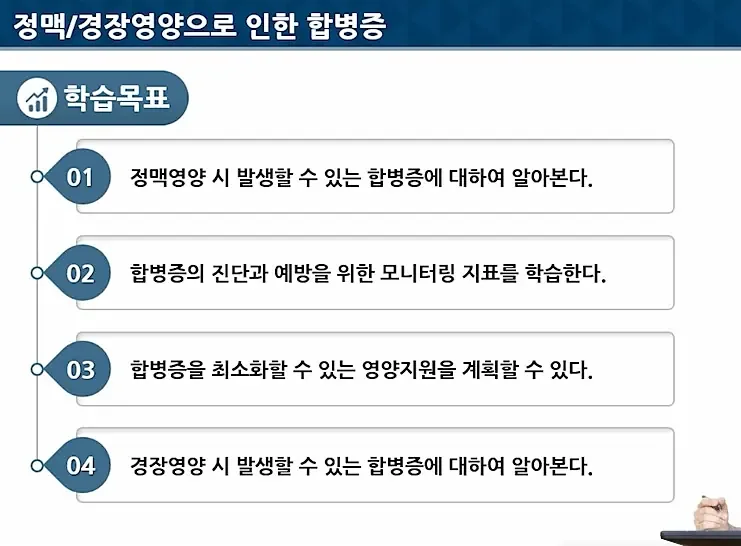 정맥/경장영양으로 인한 합병증
학습목표
01 정맥영양 시 발생할 수 있는 합병증에 대하여 알아본다.
02 합병증의 진단과 예방을 위한 모니터링 지표를 학습한다.
03 합병증을 최소화할 수 있는 영양지원을 계획할 수 있다.
04 경장영양 시 발생할 수 있는 합병증에 대하여 알아본다.